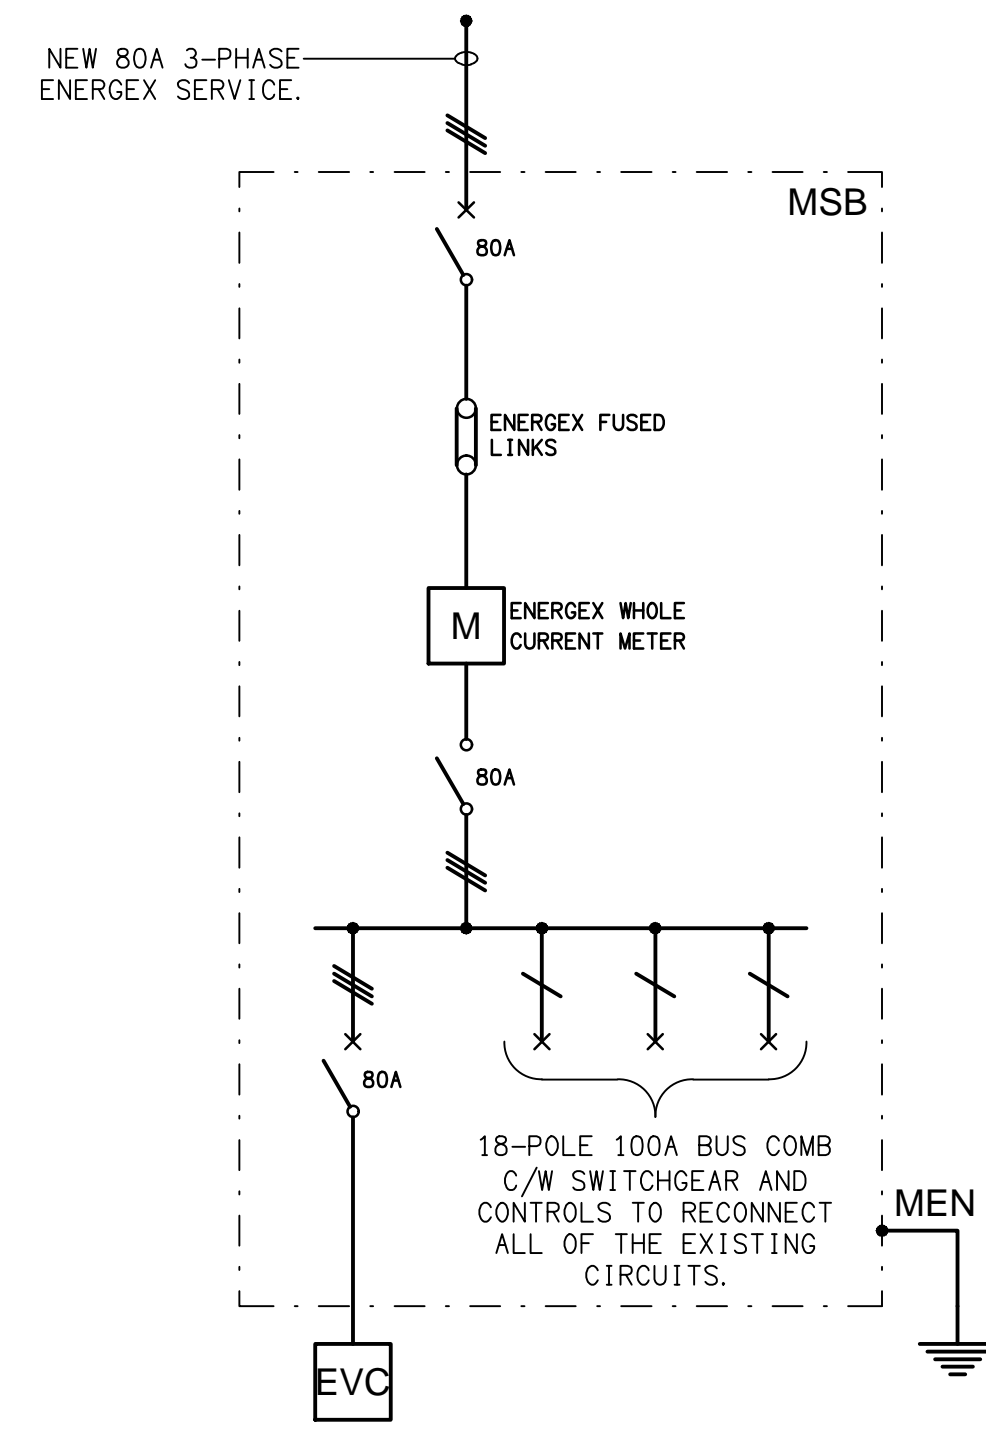 NEW 80A 3-PHASE
ENERGEX SERVICE.
MSB
80A
ENERGEX FUSED
LINKS
M
ENERGEX WHOLE
CURRENT METER
80A
80A
18-POLE 100A BUS COMB
C/W SWITCHGEAR AND
CONTROLS TO RECONNECT
ALL OF THE EXISTING
CIRCUITS.
MEN
EVC